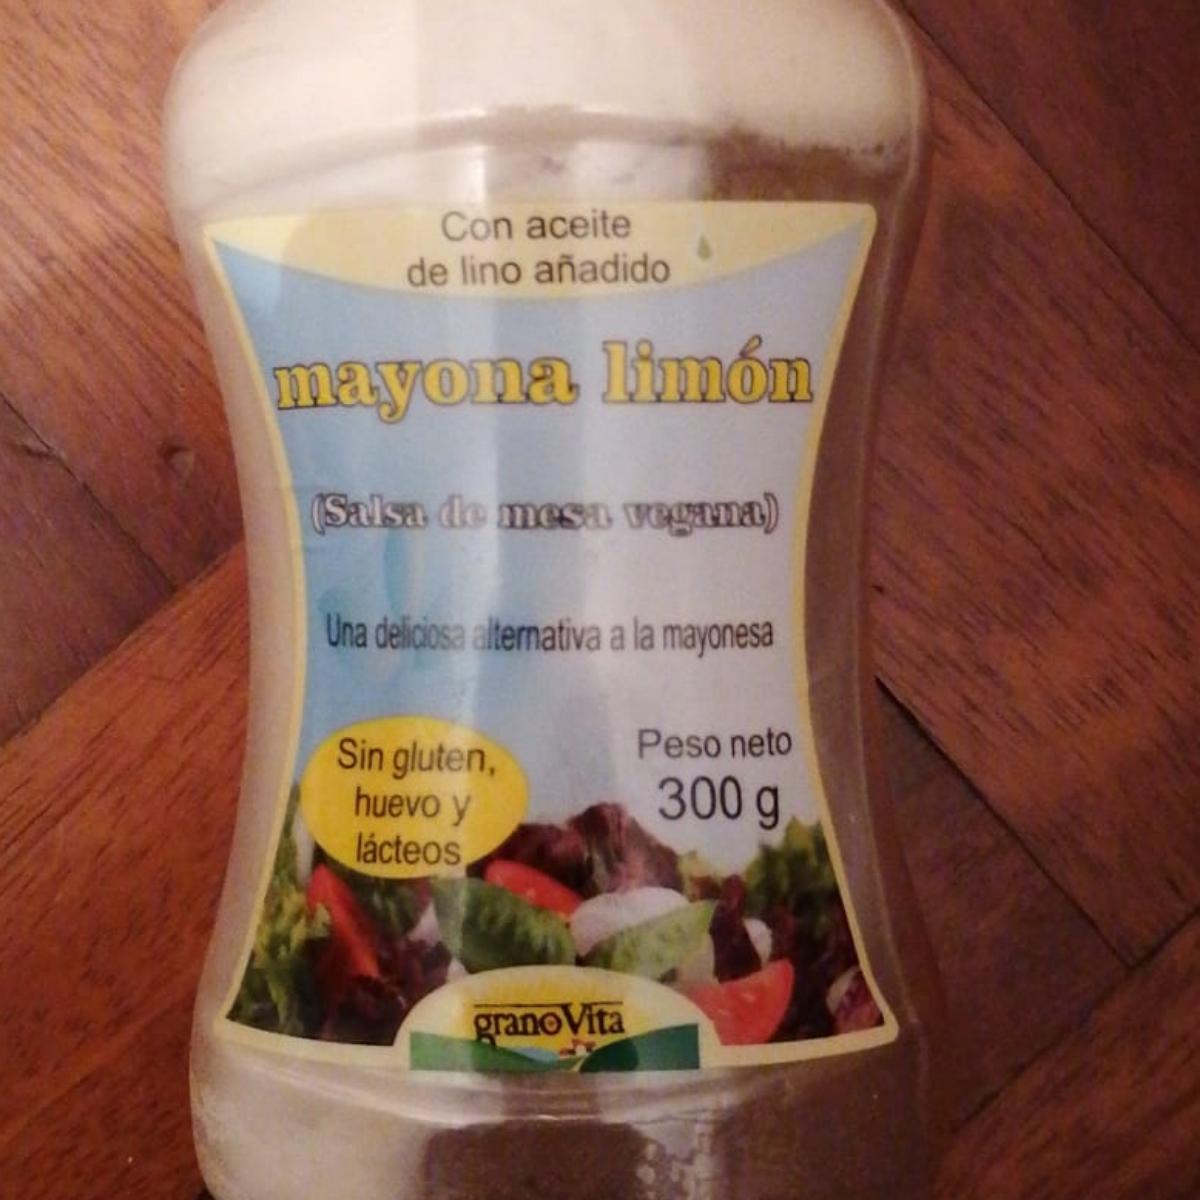 Con aceite
de lino añadido
mayona limón
(Salsa de mesa vegana)
Una deliciosa alternativa a la mayonesa
Sin gluten,
huevo y
lácteos
Peso neto
300 g
granoVita